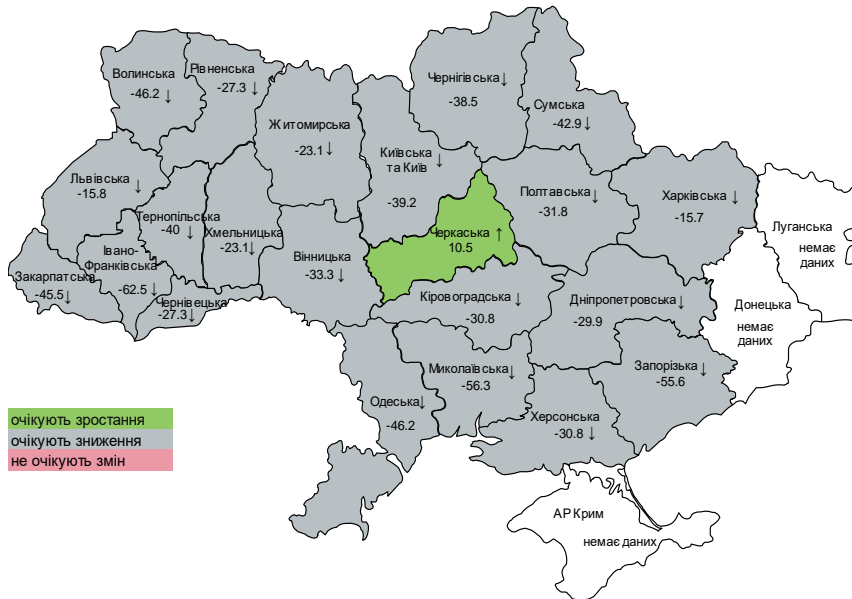 Волинська
-46.2 ↓
Рівненська
-27.3 ↓
Житомирська
-23.1 ↓
Київська ↓
та Київ
-39.2
Чернігівська ↓
-38.5
Сумська
-42.9 ↓
Львівська ↓
-15.8
Тернопільська
-40 ↓
Хмельницька
-23.1 ↓
Вінницька
-33.3 ↓
Черкаська ↑
10.5
Полтавська ↓
-31.8
Харківська ↓
-15.7
Луганська
немає
даних
Закарпатська
-45.5 ↓
Івано-
Франківська
-62.5 ↓
Чернівецька
-27.3 ↓
Кіровоградська ↓
-30.8
Дніпропетровська ↓
-29.9
Донецька
немає
даних
Одеська ↓
-46.2
Миколаївська ↓
-56.3
Запорізька ↓
-55.6
Херсонська
-30.8 ↓
АР Крим
немає даних
очікують зростання
очікують зниження
не очікують змін